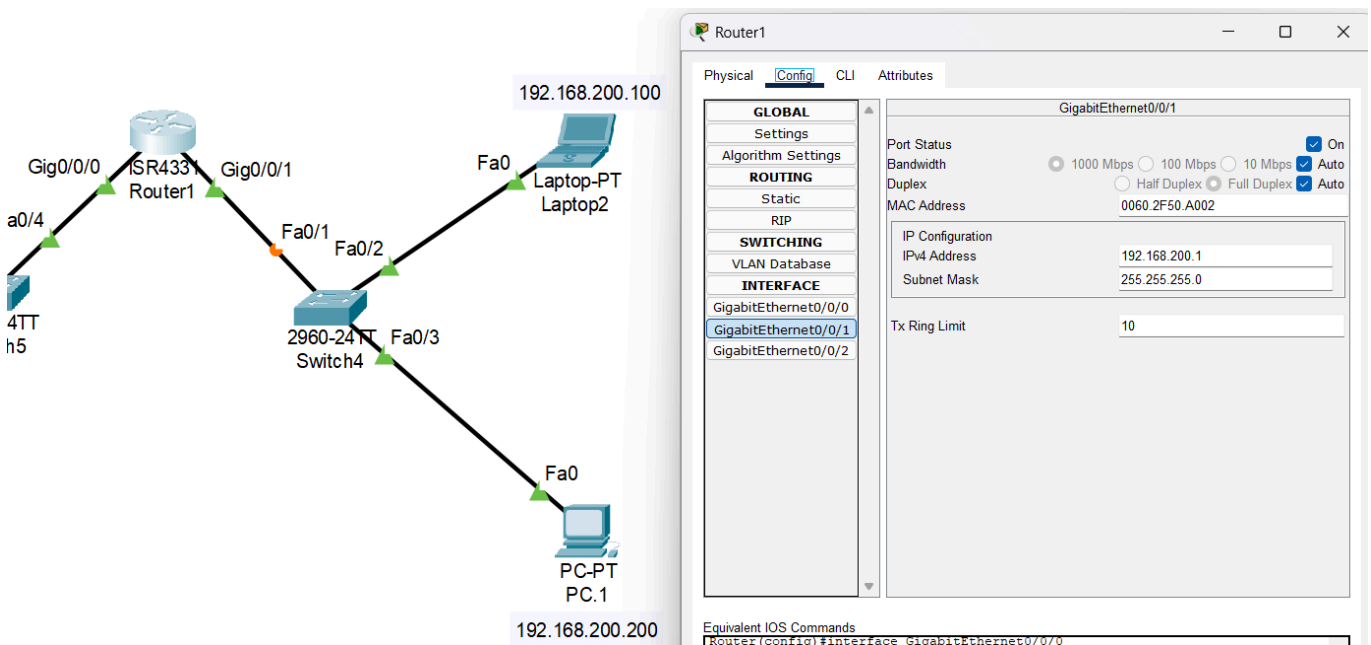 192.168.200.100
Gig0/0/0
ISR4331
Router1
Gig0/0/1
Fa0
Laptop-PT
Laptop2
a0/4
Fa0/1
Fa0/2
4TT
h5
2960-24TT
Switch4
Fa0/3
Fa0
PC-PT
PC.1
192.168.200.200
Router1
Physical Config CLI Attributes
GLOBAL
Settings
Algorithm Settings
ROUTING
Static
RIP
SWITCHING
VLAN Database
INTERFACE
GigabitEthernet0/0/0
GigabitEthernet0/0/1
GigabitEthernet0/0/2
GigabitEthernet0/0/1
Port Status On
Bandwidth 1000 Mbps 100 Mbps 10 Mbps Auto
Duplex Half Duplex Full Duplex Auto
MAC Address 0060.2F50.A002
IP Configuration
IPv4 Address 192.168.200.1
Subnet Mask 255.255.255.0
Tx Ring Limit 10
Equivalent IOS Commands
Router(config)#interface GigabitEthernet0/0/0